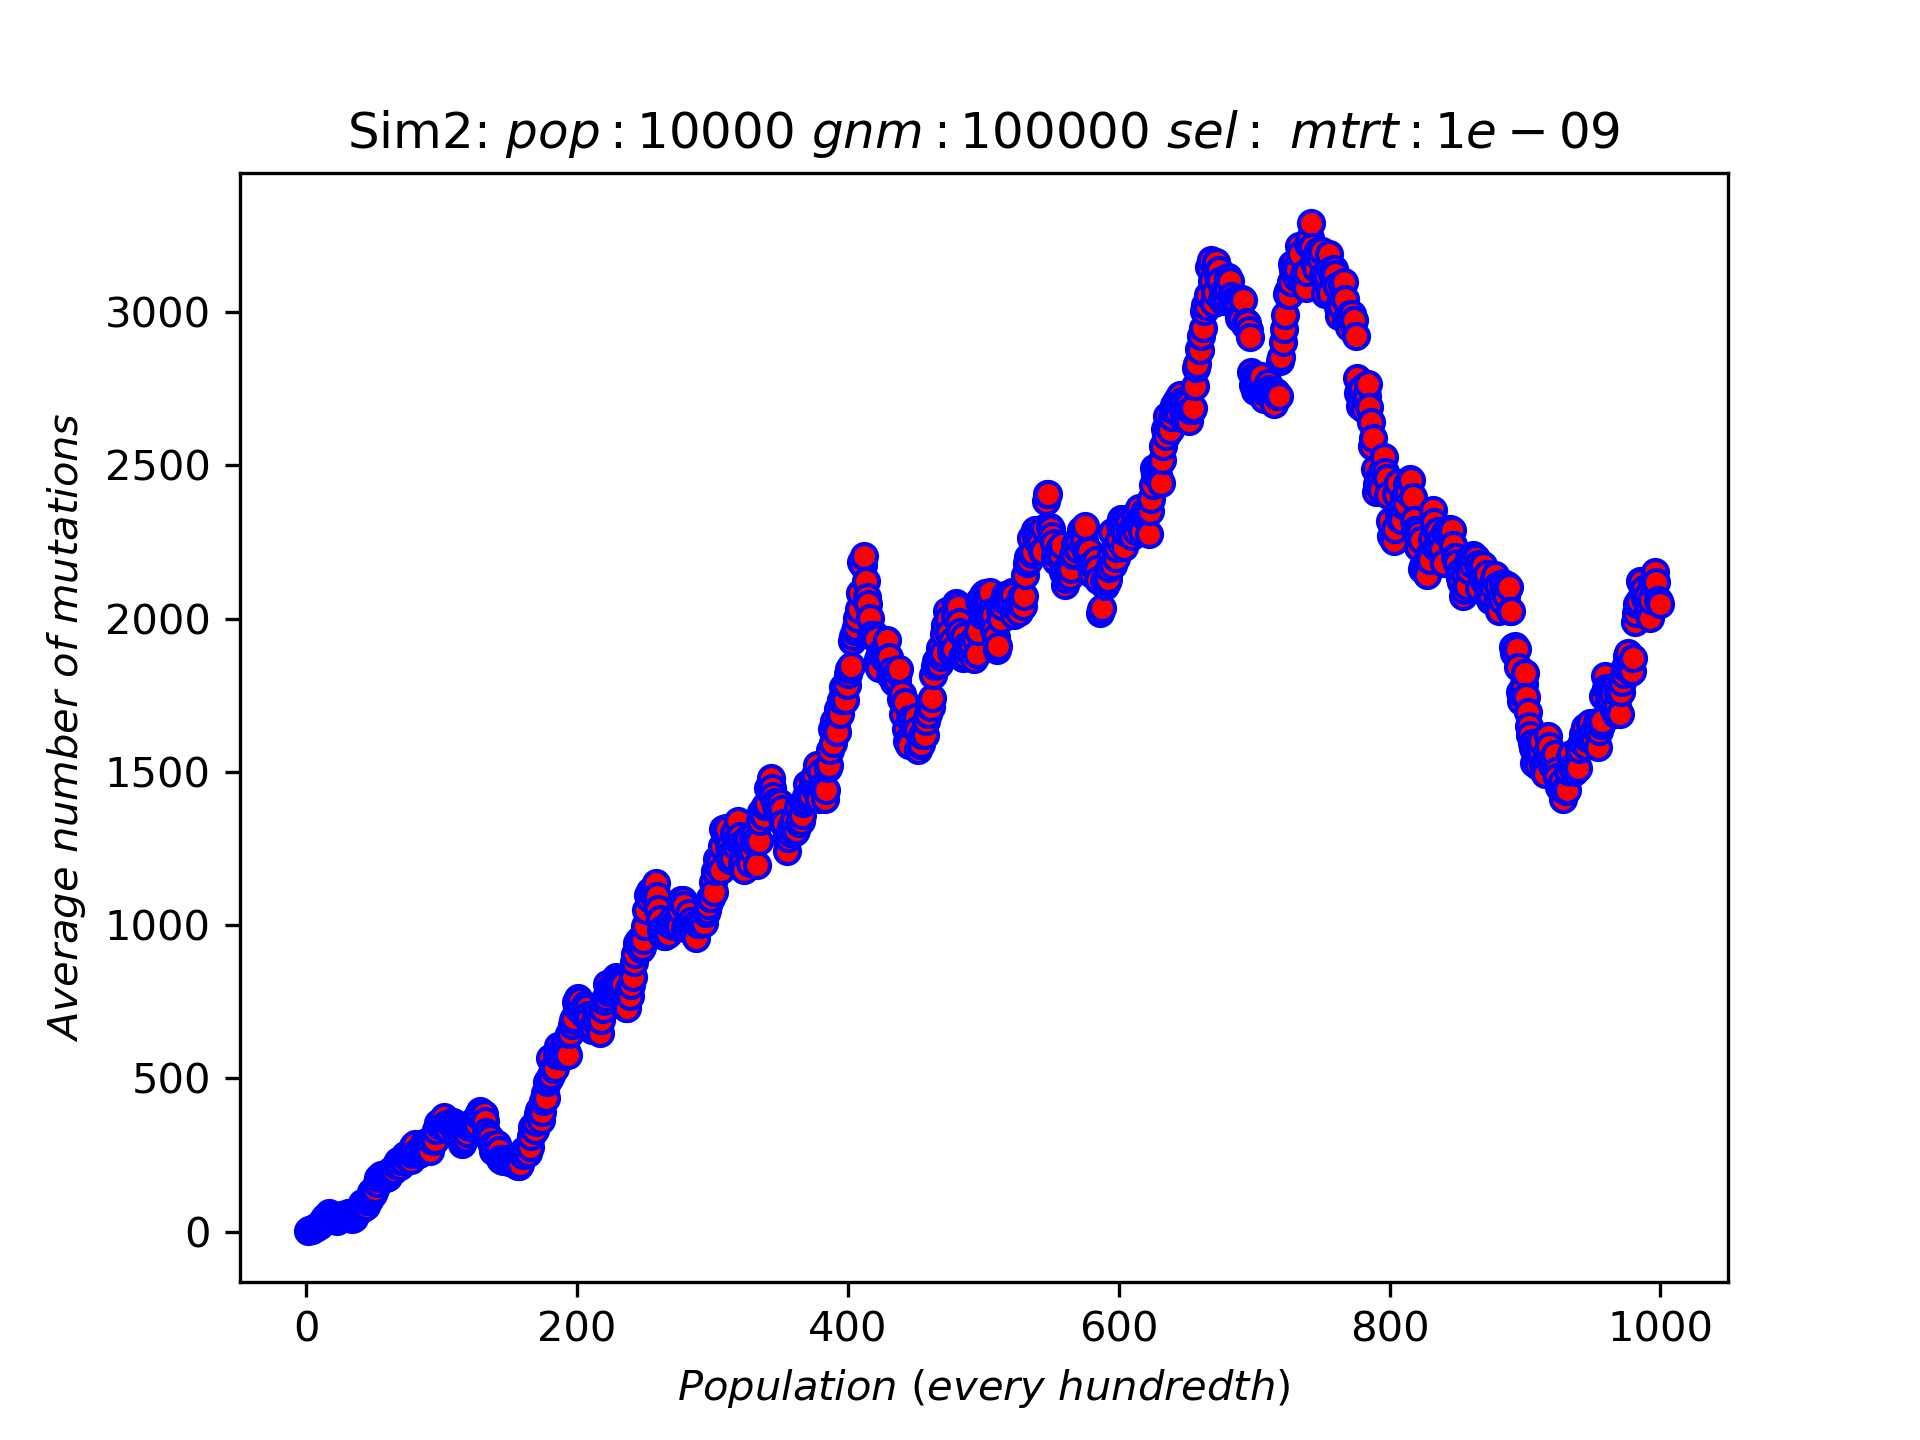 Sim2: pop : 10000 gnm : 100000 sel : mtrt : 1e − 09
Average number of mutations
3000
2500
2000
1500
1000
500
0
0 200 400 600 800 1000
Population (every hundredth)